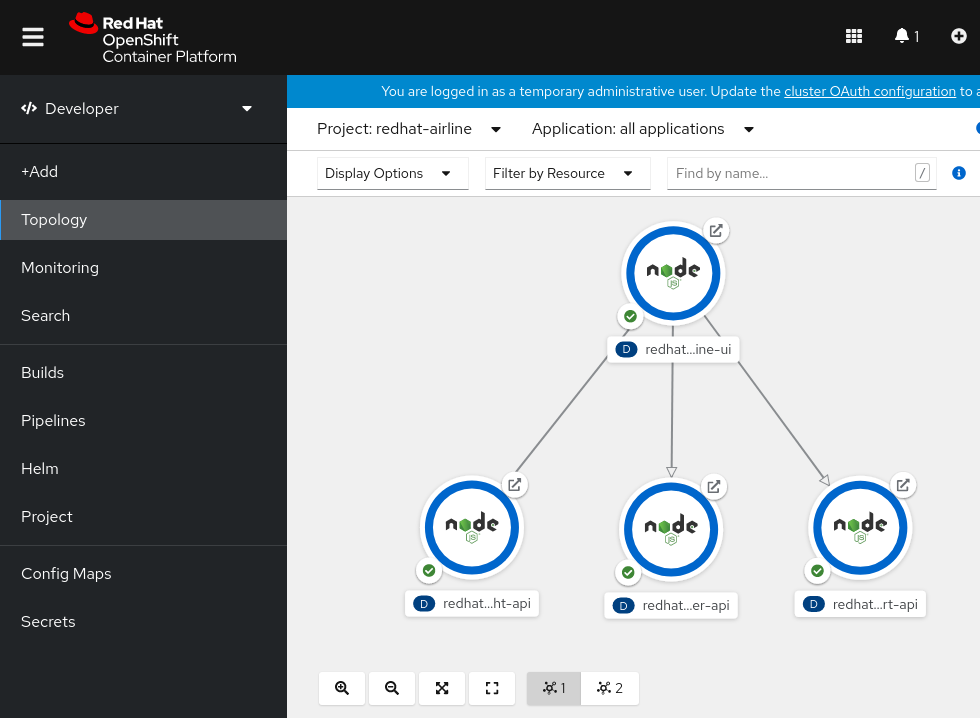 Red Hat
OpenShift
Container Platform
1
Developer
You are logged in as a temporary administrative user. Update the cluster OAuth configuration to a
Project: redhat-airline
Application: all applications
Display Options
Filter by Resource
Find by name...
/
+Add
Topology
Monitoring
Search
Builds
Pipelines
Helm
Project
Config Maps
Secrets
node
JS
D redhat...ine-ui
node
JS
D redhat...ht-api
node
JS
D redhat...er-api
node
JS
D redhat...rt-api
1
2